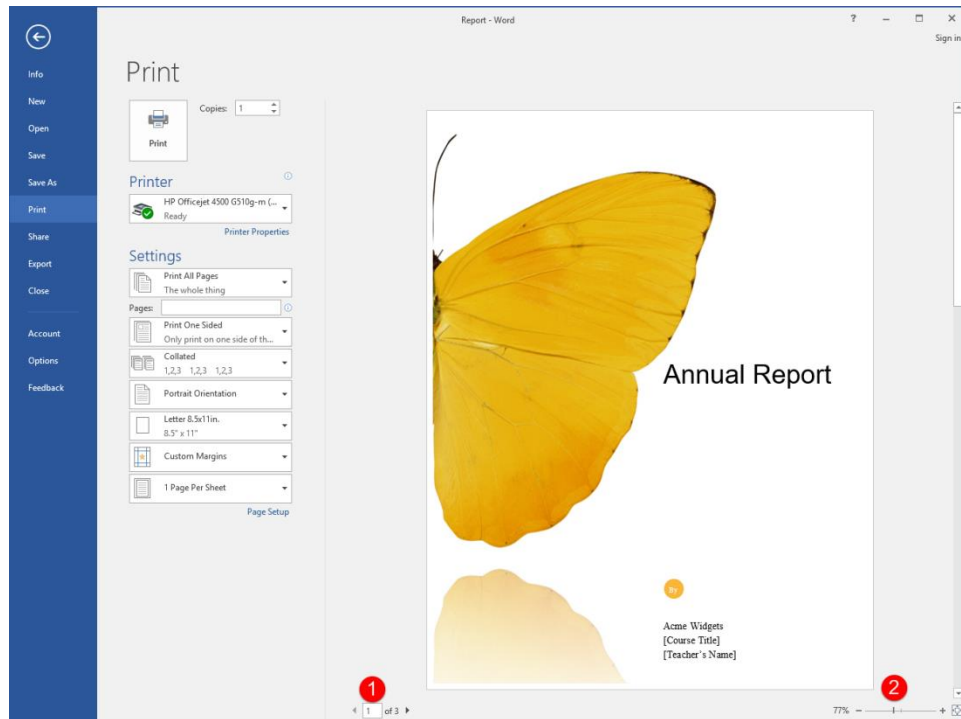 Report - Word
?
Sign in
Info
New
Open
Save
Save As
Print
Share
Export
Close
Account
Options
Feedback
Print
Print
Copies: 1
Printer
HP Officejet 4500 G510g-m (...
Ready
Printer Properties
Settings
Print All Pages
The whole thing
Pages:
Print One Sided
Only print on one side of th...
Collated
1,2,3 1,2,3 1,2,3
Portrait Orientation
Letter 8.5x11in.
8.5" x 11"
Custom Margins
1 Page Per Sheet
Page Setup
Annual Report
By
Acme Widgets
[Course Title]
[Teacher's Name]
1
1 of 3
2
77% - +